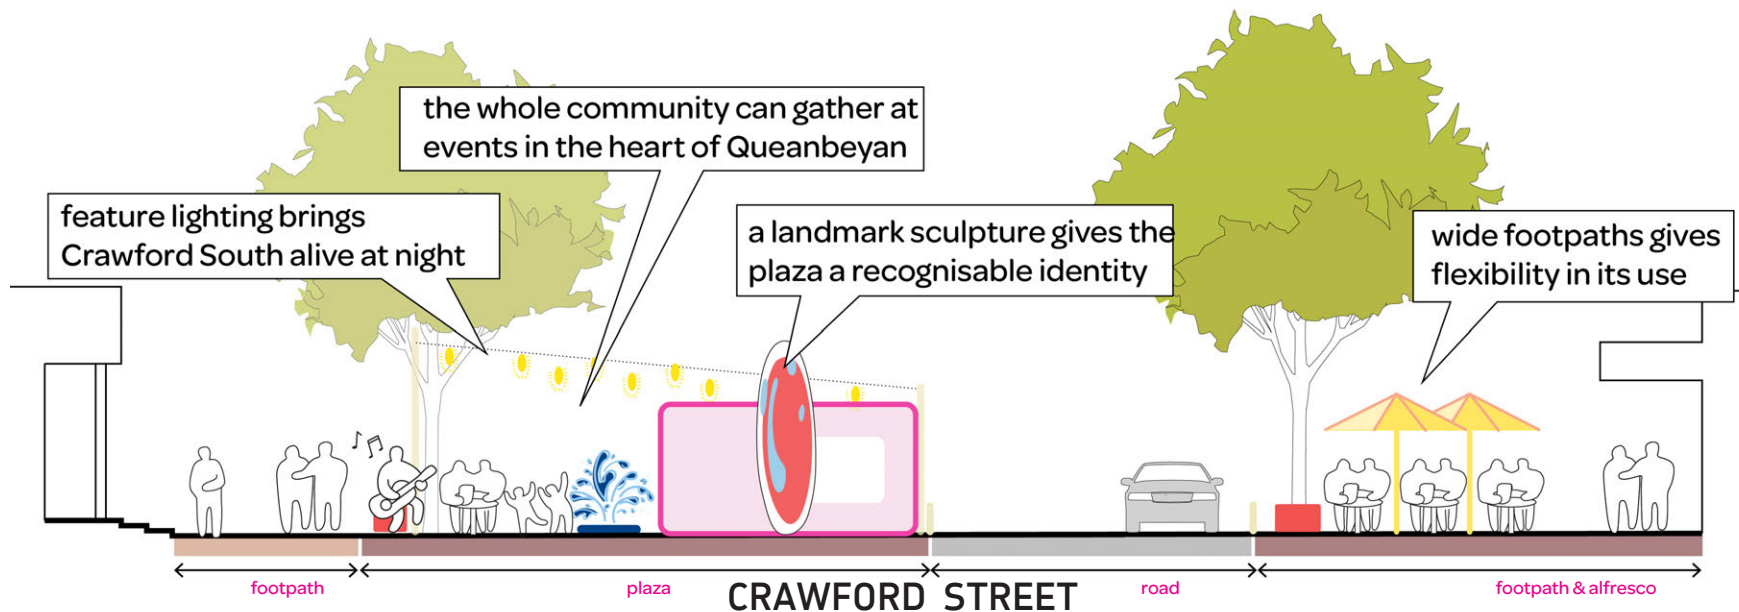 the whole community can gather at
events in the heart of Queanbeyan
feature lighting brings
Crawford South alive at night
a landmark sculpture gives the
plaza a recognisable identity
wide footpaths gives
flexibility in its use
footpath
plaza
road
footpath & alfresco
CRAWFORD STREET